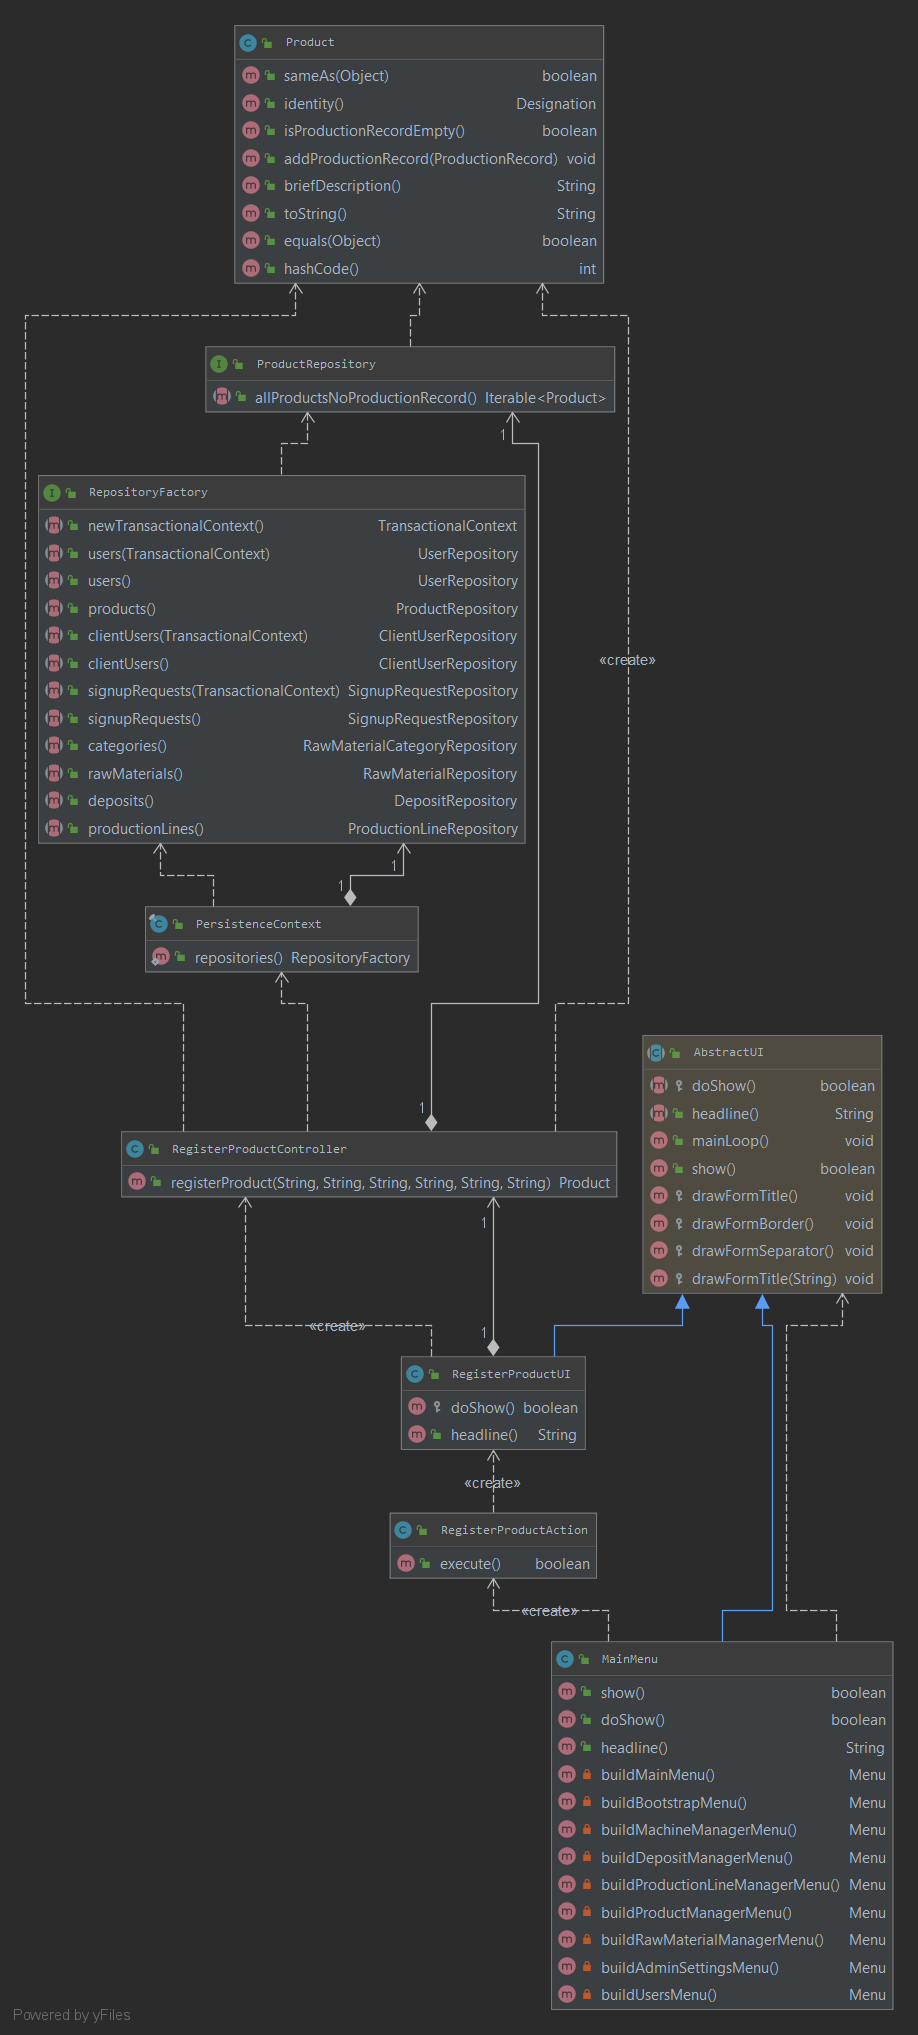 Product
sameAs(Object) boolean
identity() Designation
isProductionRecordEmpty() boolean
addProductionRecord(ProductionRecord) void
briefDescription() String
toString() String
equals(Object) boolean
hashCode() int
ProductRepository
allProductsNoProductionRecord() Iterable<Product>
1
RepositoryFactory
newTransactionalContext() TransactionalContext
users(TransactionalContext) UserRepository
users() UserRepository
products() ProductRepository
clientUsers(TransactionalContext) ClientUserRepository
«create»
clientUsers() ClientUserRepository
signupRequests(TransactionalContext) SignupRequestRepository
signupRequests() SignupRequestRepository
categories() RawMaterialCategoryRepository
rawMaterials() RawMaterialRepository
deposits() DepositRepository
productionLines() ProductionLineRepository
1
1
PersistenceContext
repositories() RepositoryFactory
AbstractUI
doShow() boolean
headline() String
mainLoop() void
show() boolean
drawFormTitle() void
drawFormBorder() void
drawFormSeparator() void
drawFormTitle(String) void
1
RegisterProductController
registerProduct(String, String, String, String, String, String) Product
1
«create»
1
RegisterProductUI
doShow() boolean
headline() String
«create»
RegisterProductAction
execute() boolean
«create»
MainMenu
show() boolean
doShow() boolean
headline() String
buildMainMenu() Menu
buildBootstrapMenu() Menu
buildMachineManagerMenu() Menu
buildDepositManagerMenu() Menu
buildProductionLineManagerMenu() Menu
buildProductManagerMenu() Menu
buildRawMaterialManagerMenu() Menu
buildAdminSettingsMenu() Menu
buildUsersMenu() Menu
Powered by yFiles